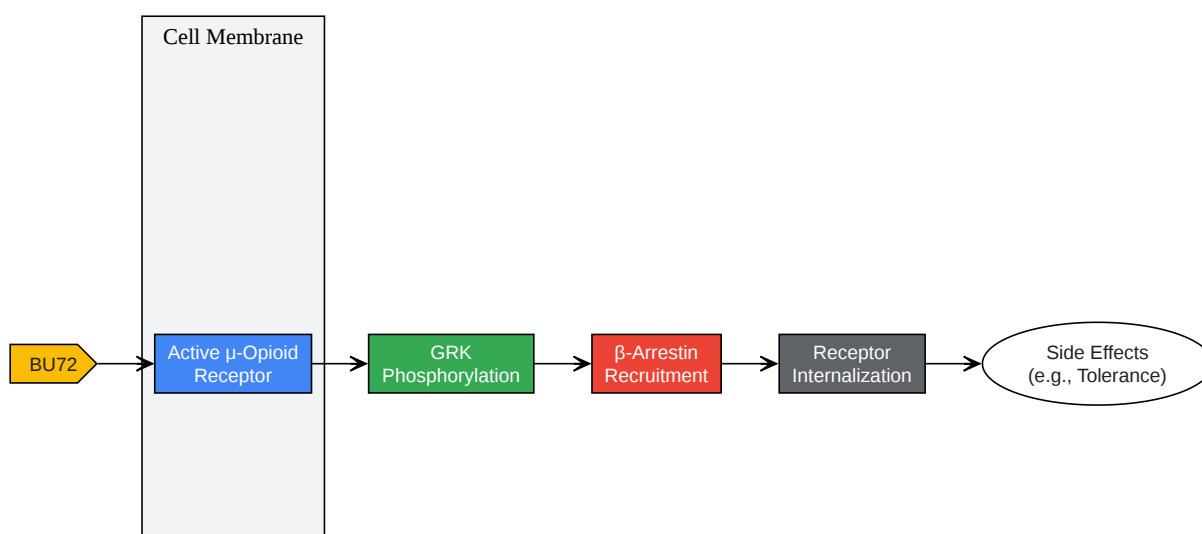 Cell Membrane
BU72
Active μ-Opioid
Receptor
GRK
Phosphorylation
β-Arrestin
Recruitment
Receptor
Internalization
Side Effects
(e.g., Tolerance)